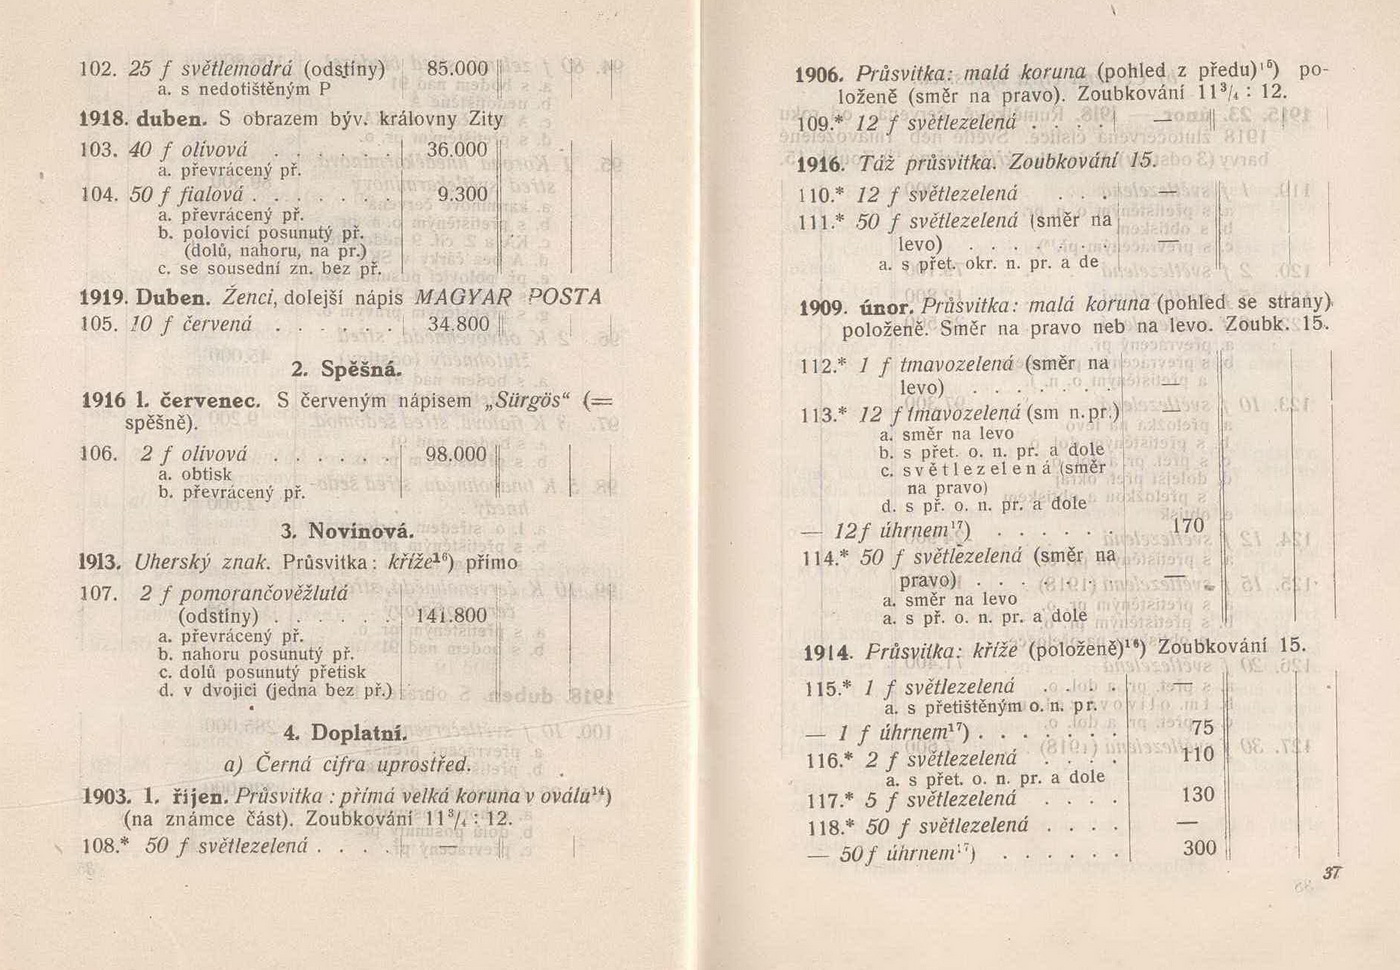 102. 25 f světlemodrá (odstíny) 85.000
a. s nedotištěným P
1918. duben. S obrazem býv. královny Zity
103. 40 f olivová . . . . . . 36.000
a. převrácený př.
104. 50 f fialová . . . . . . . 9.300
a. převrácený př.
b. polovicí posunutý př.
(dolů, nahoru, na pr.)
c. se sousední zn. bez př.
1919. Duben. Ženci, dolejší nápis MAGYAR POSTA
105. 10 f červená . . . . . . 34.800
2. Spěšná.
1916 1. červenec. S červeným nápisem „Sürgös“ (=
spěšně).
106. 2 f olivová . . . . . . 98.000
a. obtisk
b. převrácený př.
3. Novinová.
1913. Uherský znak. Průsvitka: kříže¹⁶) přímo
107. 2 f pomorančověžlutá
(odstíny) . . . . . . 141.800
a. převrácený př.
b. nahoru posunutý př.
c. dolů posunutý přetisk
d. v dvojici (jedna bez př.)
4. Doplatní.
a) Černá cifra uprostřed.
1903. 1. říjen. Průsvitka : přímá velká koruna v oválu¹⁴)
(na známce část). Zoubkování 11³/₄ : 12.
108.* 50 f světlezelená . . . . —
1906. Průsvitka: malá koruna (pohled z předu)¹⁵) po-
loženě (směr na pravo). Zoubkování 11³/₄ : 12.
109.* 12 f světlezelená . . . . —
1916. Táž průsvitka. Zoubkování 15.
110.* 12 f světlezelená . . . —
111.* 50 f světlezelená (směr na
levo) . . . . . . . —
a. s přet. okr. n. pr. a de
1909. únor. Průsvitka: malá koruna (pohled se strany)
položeně. Směr na pravo neb na levo. Zoubk. 15.
112.* 1 f tmavozelená (směr na
levo) . . . . . . . —
113.* 12 f tmavozelená (sm n.pr.) —
a. směr na levo
b. s přet. o. n. pr. a dole
c. světlezelená (směr
na pravo)
d. s př. o. n. pr. a dole
— 12 f úhrnem¹⁷) . . . . . 170
114.* 50 f světlezelená (směr na
pravo) . . . . . . —
a. směr na levo
a. s př. o. n. pr. a dole
1914. Průsvitka: kříže (položeně)¹⁶) Zoubkování 15.
115.* 1 f světlezelená . . . . —
a. s přetištěným o. n. pr.
— 1 f úhrnem¹⁷) . . . . . . . 75
116.* 2 f světlezelená . . . . 110
a. s přet. o. n. pr. a dole
117.* 5 f světlezelená . . . . 130
118.* 50 f světlezelená . . . . —
— 50 f úhrnem¹⁷) . . . . . . 300
37